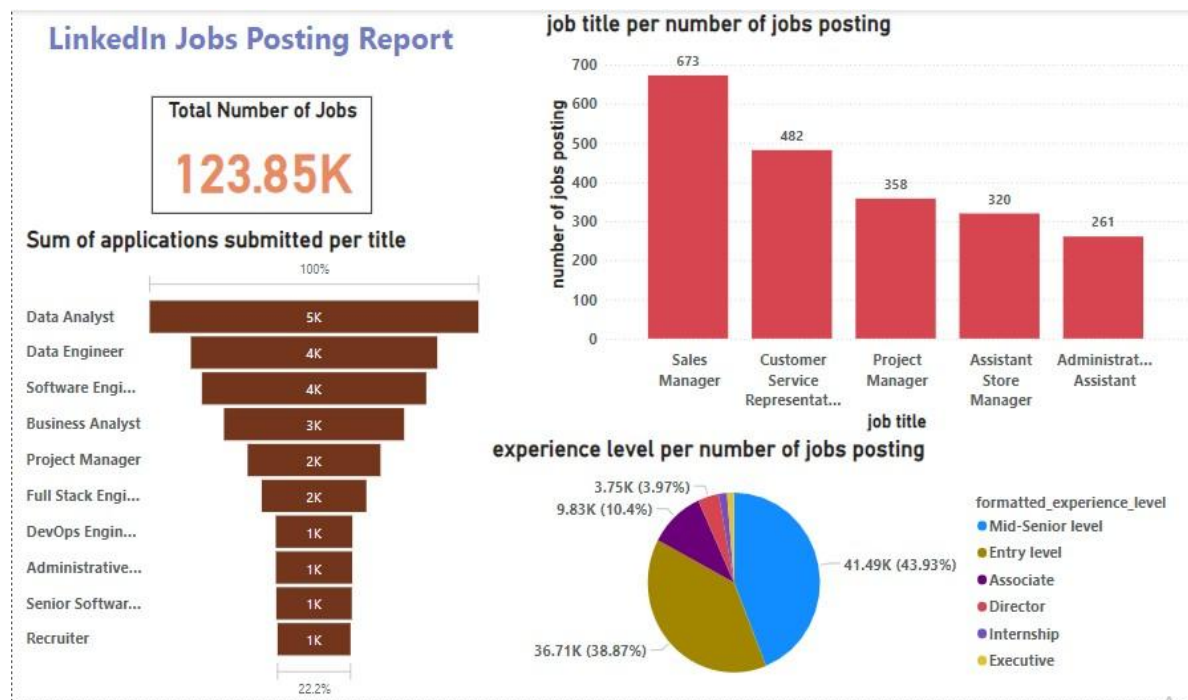 LinkedIn Jobs Posting Report
Total Number of Jobs
123.85K
Sum of applications submitted per title
100%
Data Analyst
5K
Data Engineer
4K
Software Engi...
4K
Business Analyst
3K
Project Manager
2K
Full Stack Engi...
2K
DevOps Engin...
1K
Administrative...
1K
Senior Softwar...
1K
Recruiter
1K
22.2%
job title per number of jobs posting
number of jobs posting
700
600
500
400
300
200
100
0
673
482
358
320
261
Sales
Manager
Customer
Service
Representat...
Project
Manager
Assistant
Store
Manager
Administrat...
Assistant
job title
experience level per number of jobs posting
3.75K (3.97%)
9.83K (10.4%)
41.49K (43.93%)
36.71K (38.87%)
formatted_experience_level
Mid-Senior level
Entry level
Associate
Director
Internship
Executive